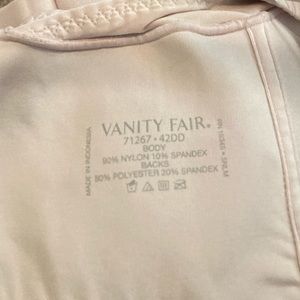 VANITY FAIR®
71267 • 42DD
BODY
90% NYLON 10% SPANDEX
BACKS
80% POLYESTER 20% SPANDEX
MADE IN INDONESIA